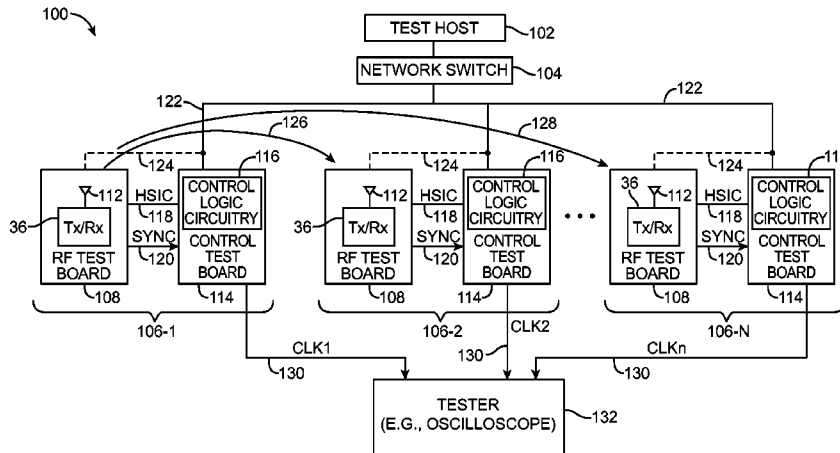 100
TEST HOST
102
NETWORK SWITCH
104
122
122
126
128
124
116
124
116
124
11
112
HSIC
118
CONTROL LOGIC CIRCUITRY
36
Tx/Rx
SYNC
120
RF TEST BOARD
CONTROL TEST BOARD
108
114
106-1
112
HSIC
118
CONTROL LOGIC CIRCUITRY
36
Tx/Rx
SYNC
120
RF TEST BOARD
CONTROL TEST BOARD
108
114
106-2
36
112
HSIC
118
CONTROL LOGIC CIRCUITRY
Tx/Rx
SYNC
120
RF TEST BOARD
CONTROL TEST BOARD
108
114
106-N
CLK1
130
CLK2
130
CLKn
130
TESTER
(E.G., OSCILLOSCOPE)
132